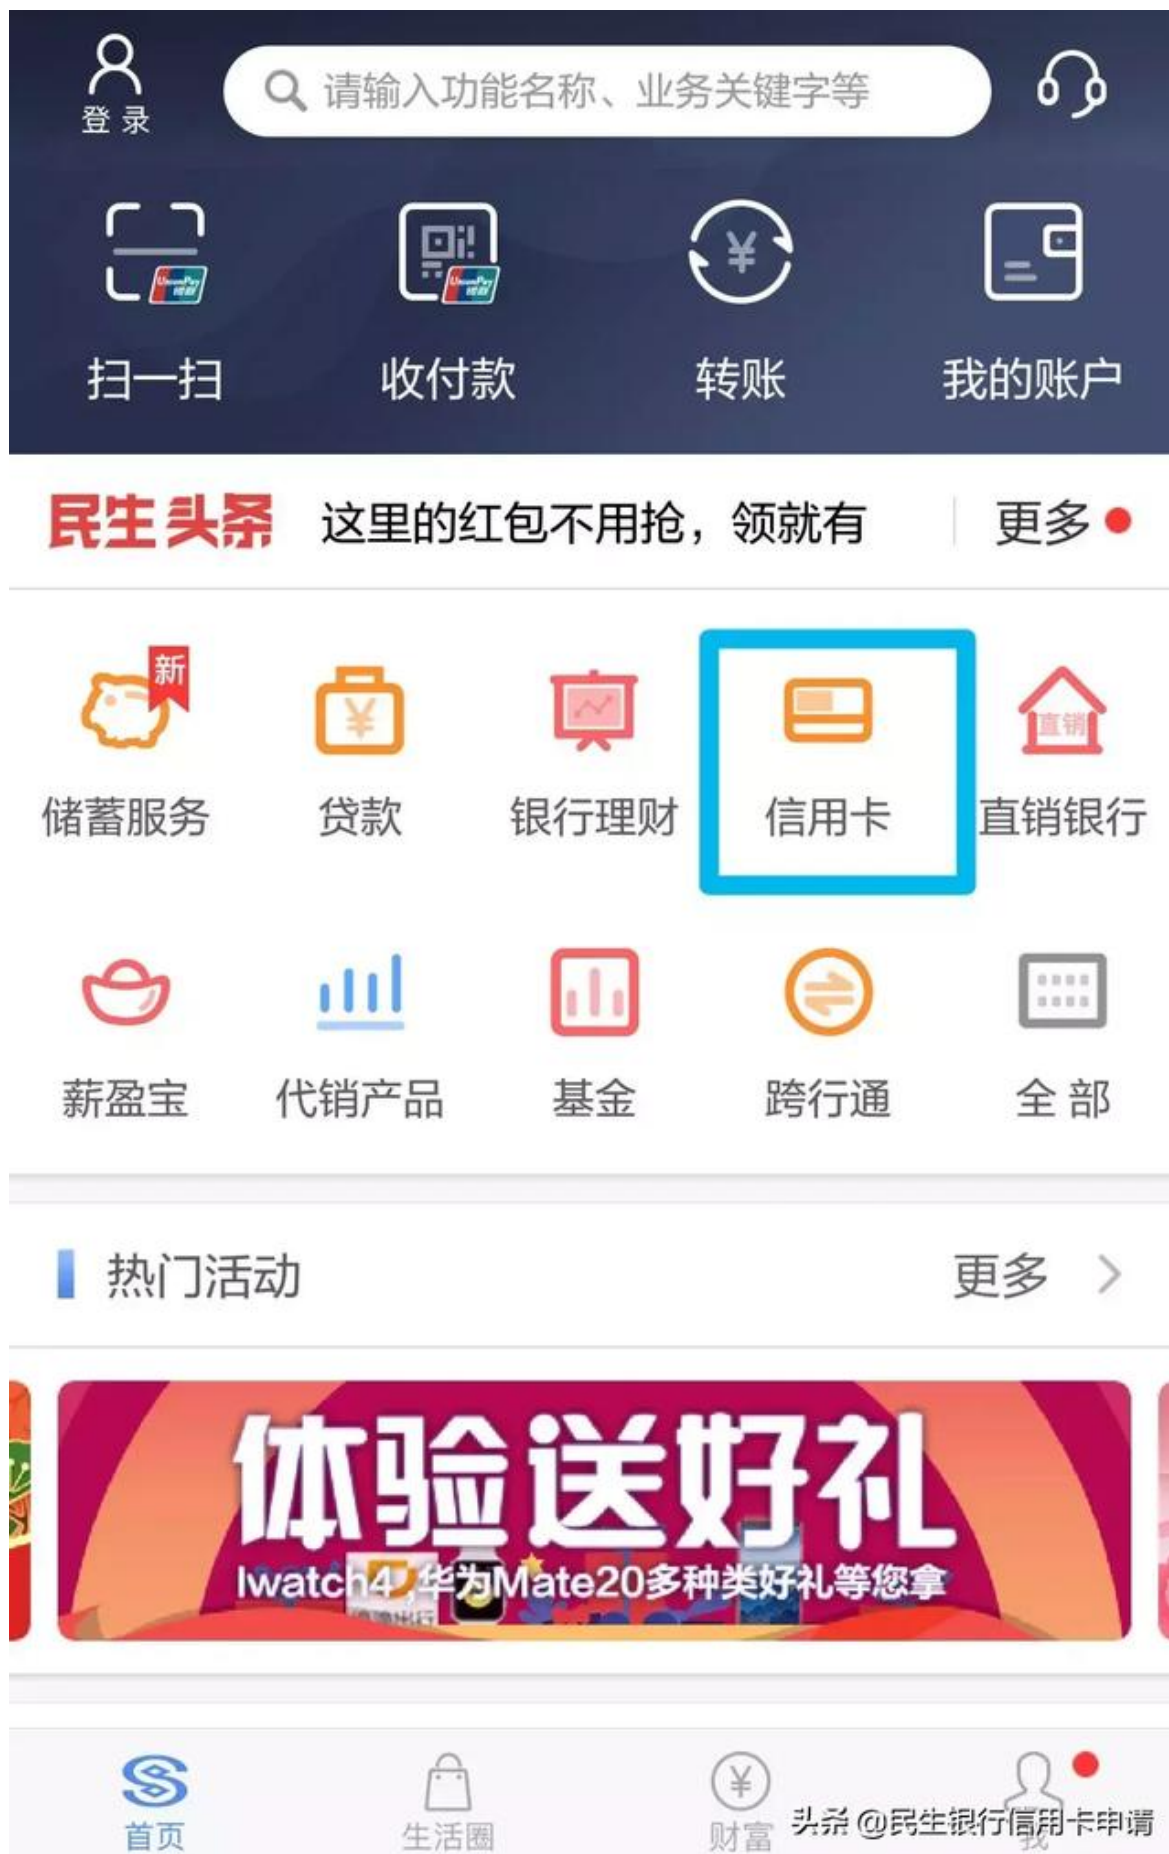 登录
请输入功能名称、业务关键字等
扫一扫
收付款
转账
我的账户
民生头条
这里的红包不用抢，领就有
更多
新
直销
储蓄服务
贷款
银行理财
信用卡
直销银行
薪盈宝
代销产品
基金
跨行通
全部
热门活动
更多
体验送好礼
Iwatch4,华为Mate20多种类好礼等您拿
首页
生活圈
财富
我
头条 @民生银行信用卡申请